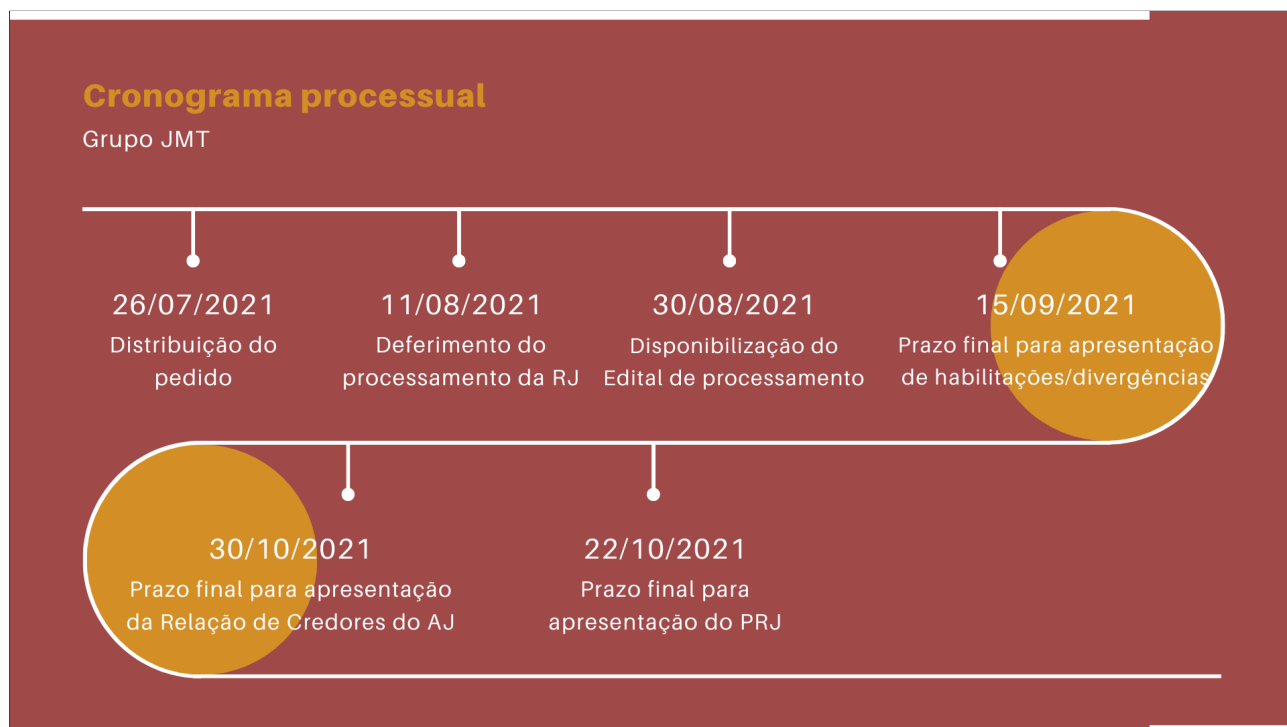 Cronograma processual
Grupo JMT
26/07/2021
Distribuição do
pedido
11/08/2021
Deferimento do
processamento da RJ
30/08/2021
Disponibilização do
Edital de processamento
15/09/2021
Prazo final para apresentação
de habilitações/divergências
30/10/2021
Prazo final para apresentação
da Relação de Credores do AJ
22/10/2021
Prazo final para
apresentação do PRJ